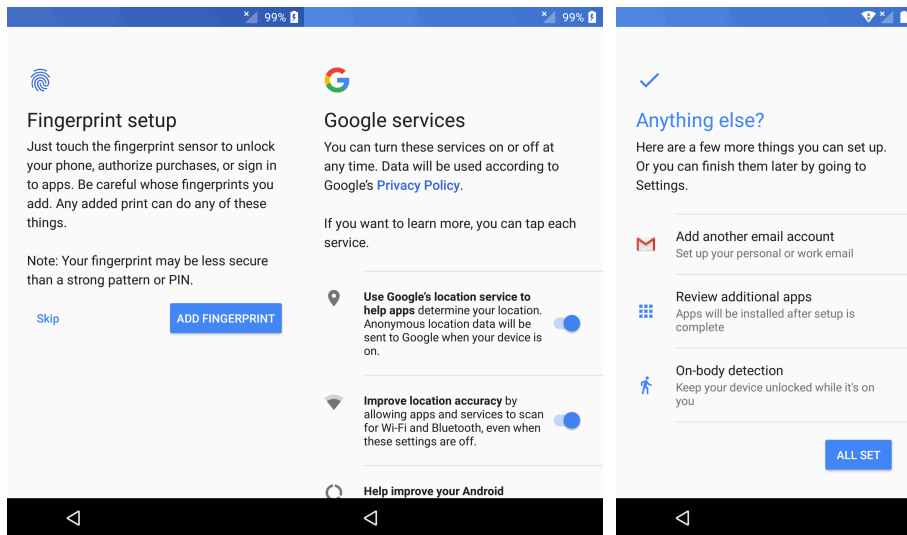 99%
Fingerprint setup
Just touch the fingerprint sensor to unlock
your phone, authorize purchases, or sign in
to apps. Be careful whose fingerprints you
add. Any added print can do any of these
things.
Note: Your fingerprint may be less secure
than a strong pattern or PIN.
Skip
ADD FINGERPRINT
99%
Google services
You can turn these services on or off at
any time. Data will be used according to
Google's Privacy Policy.
If you want to learn more, you can tap each
service.
Use Google's location service to
help apps determine your location.
Anonymous location data will be
sent to Google when your device is
on.
Improve location accuracy by
allowing apps and services to scan
for Wi-Fi and Bluetooth, even when
these settings are off.
Help improve your Android
Anything else?
Here are a few more things you can set up.
Or you can finish them later by going to
Settings.
Add another email account
Set up your personal or work email
Review additional apps
Apps will be installed after setup is
complete
On-body detection
Keep your device unlocked while it's on
you
ALL SET